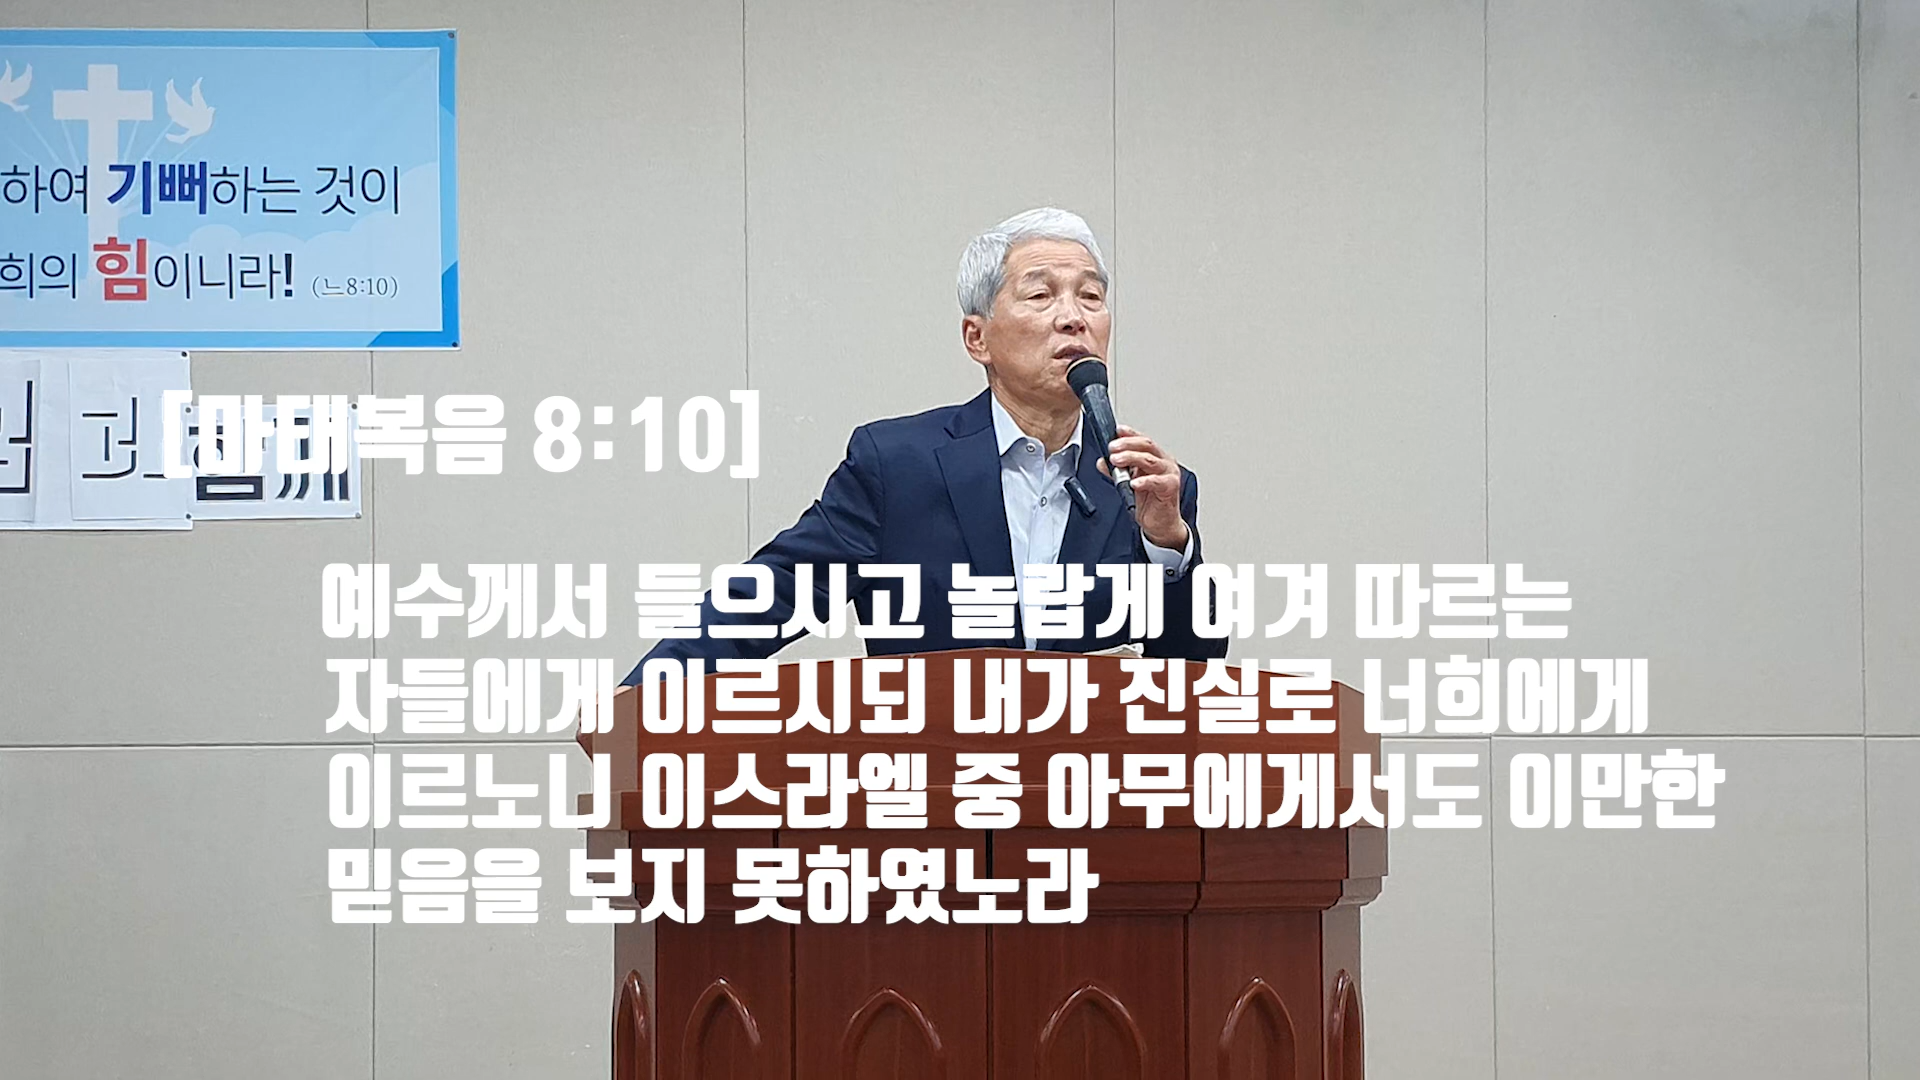 하여 기뻐하는 것이
희의 힘이니라! (느8:10)
함께
[마태복음 8:10]
예수께서 들으시고 놀랍게 여겨 따르는
자들에게 이르시되 내가 진실로 너희에게
이르노니 이스라엘 중 아무에게서도 이만한
믿음을 보지 못하였노라